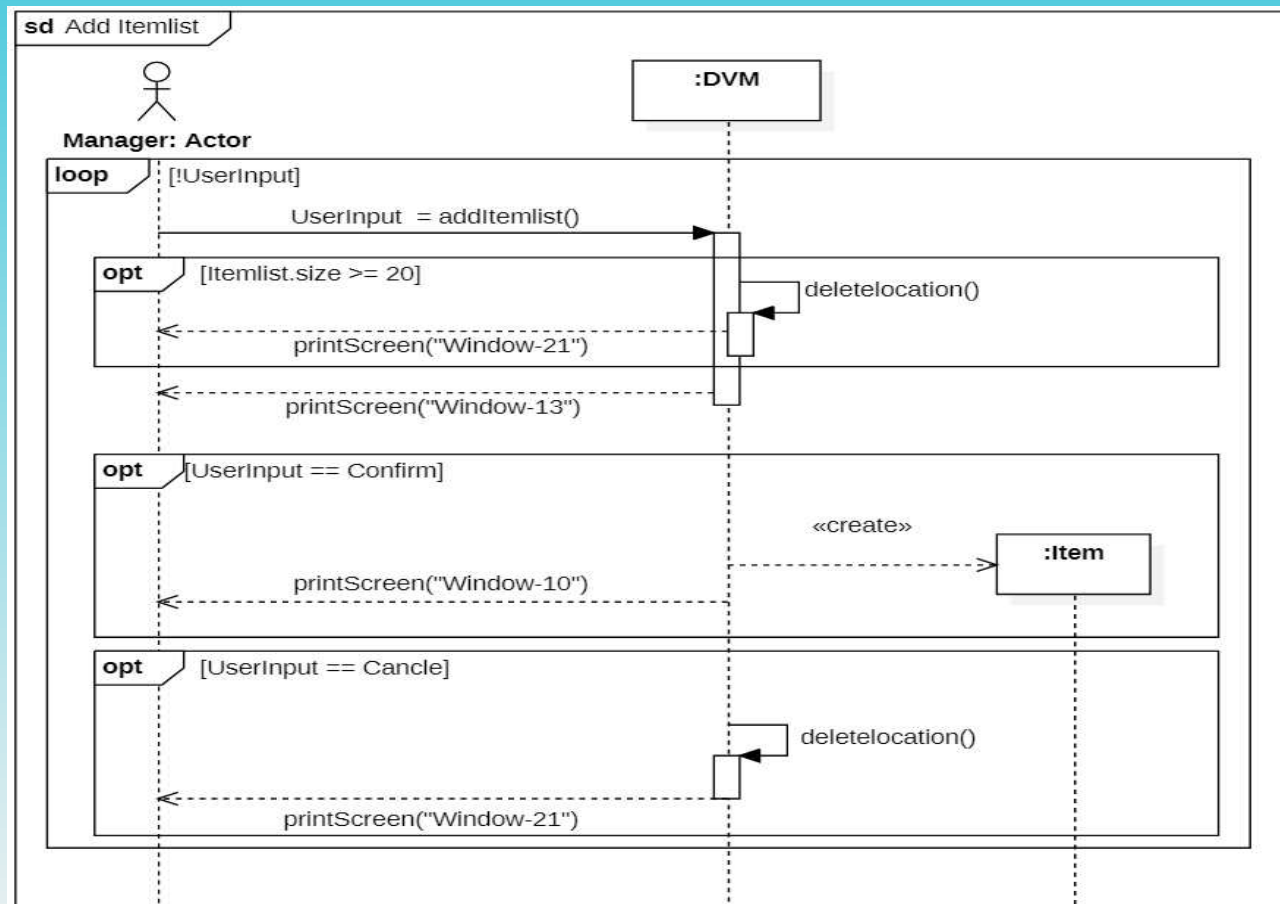 sd Add Itemlist
:DVM
Manager: Actor
loop [!UserInput]
UserInput = addItemlist()
opt [Itemlist.size >= 20]
deletelocation()
printScreen("Window-21")
printScreen("Window-13")
opt [UserInput == Confirm]
«create»
:Item
printScreen("Window-10")
opt [UserInput == Cancle]
deletelocation()
printScreen("Window-21")